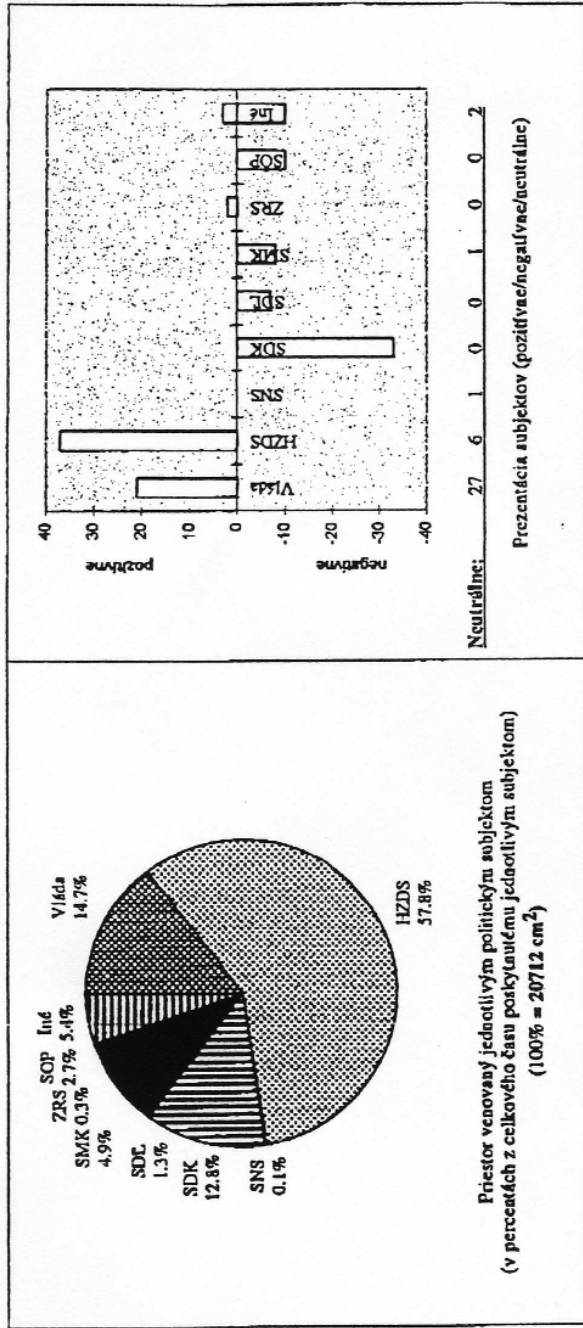 Vláda
14.7%
HZDS
57.8%
SNS
0.1%
SDK
12.8%
SDĽ
1.3%
SMK
4.9%
ZRS 0.3%
SOP
2.7%
Iné
5.4%
Priestor venovaný jednotlivým politickým subjektom
(v percentách z celkového času poskytnutému jednotlivým subjektom)
(100% = 20712 cm²)
40
30
20
10
0
-10
-20
-30
-40
pozitívne
negatívne
Vláda
HZDS
SNS
SDK
SDĽ
SMK
ZRS
SOP
Iné
Neutrálne: 27 6 1 0 0 1 0 0 2
Prezentácia subjektov (pozitívne/negatívne/neutrálne)